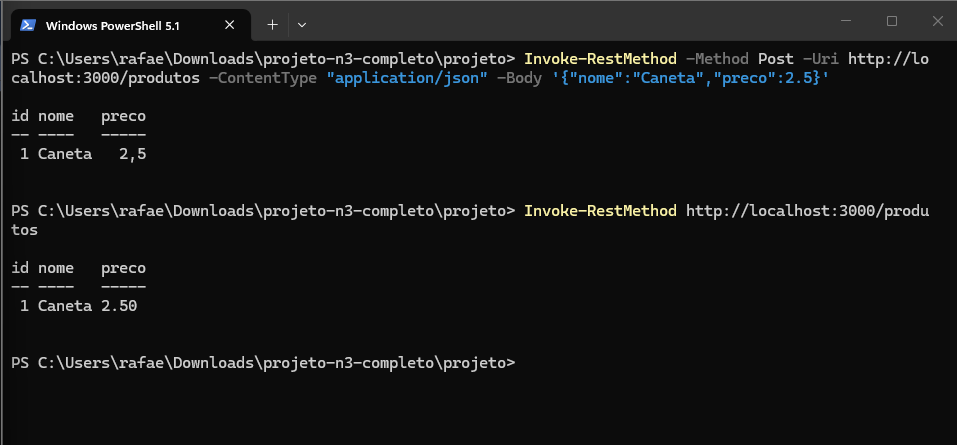 Windows PowerShell 5.1
PS C:\Users\rafae\Downloads\projeto-n3-completo\projeto> Invoke-RestMethod -Method Post -Uri http://lo
calhost:3000/produtos -ContentType "application/json" -Body '{"nome":"Caneta","preco":2.5}'
id nome   preco
-- ----   -----
 1 Caneta   2,5
PS C:\Users\rafae\Downloads\projeto-n3-completo\projeto> Invoke-RestMethod http://localhost:3000/produ
tos
id nome   preco
-- ----   -----
 1 Caneta 2.50
PS C:\Users\rafae\Downloads\projeto-n3-completo\projeto>